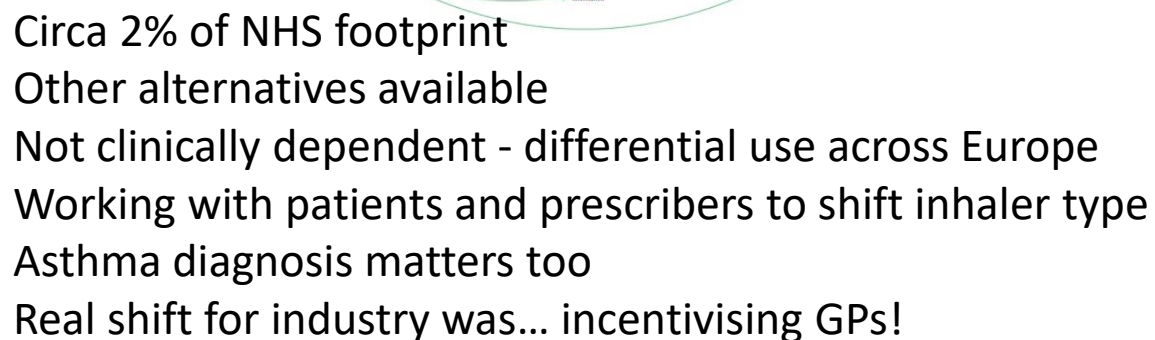 Circa 2% of NHS footprint
Other alternatives available
Not clinically dependent - differential use across Europe
Working with patients and prescribers to shift inhaler type
Asthma diagnosis matters too
Real shift for industry was... incentivising GPs!